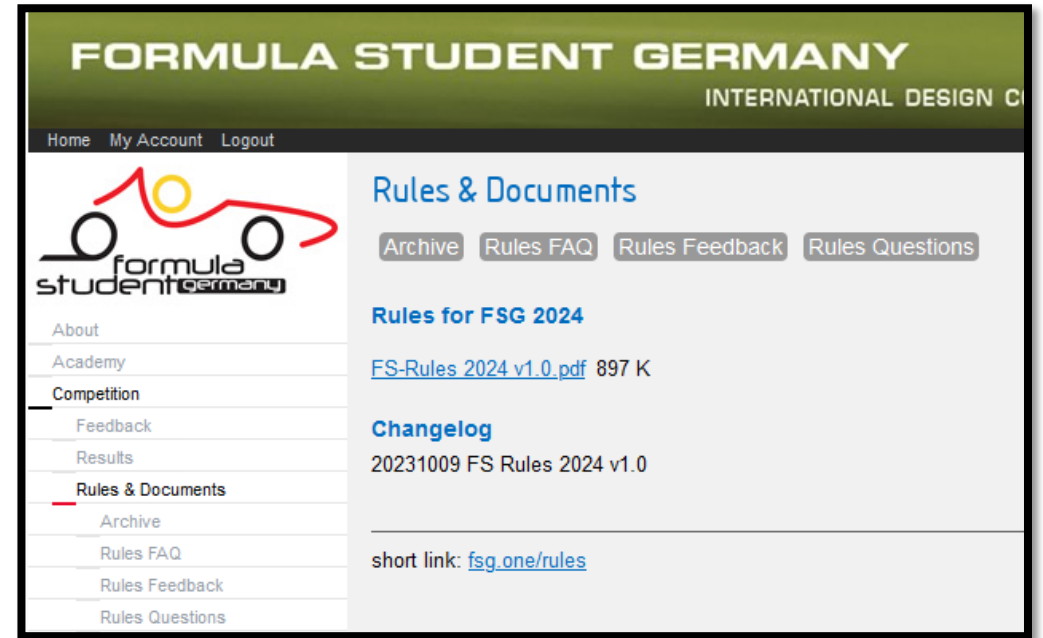 FORMULA STUDENT GERMANY
INTERNATIONAL DESIGN
Home My Account Logout
formula
student germany
About
Academy
Competition
Feedback
Results
Rules & Documents
Archive
Rules FAQ
Rules Feedback
Rules Questions
Rules & Documents
Archive Rules FAQ Rules Feedback Rules Questions
Rules for FSG 2024
FS-Rules 2024 v1.0.pdf 897 K
Changelog
20231009 FS Rules 2024 v1.0
short link: fsg.one/rules